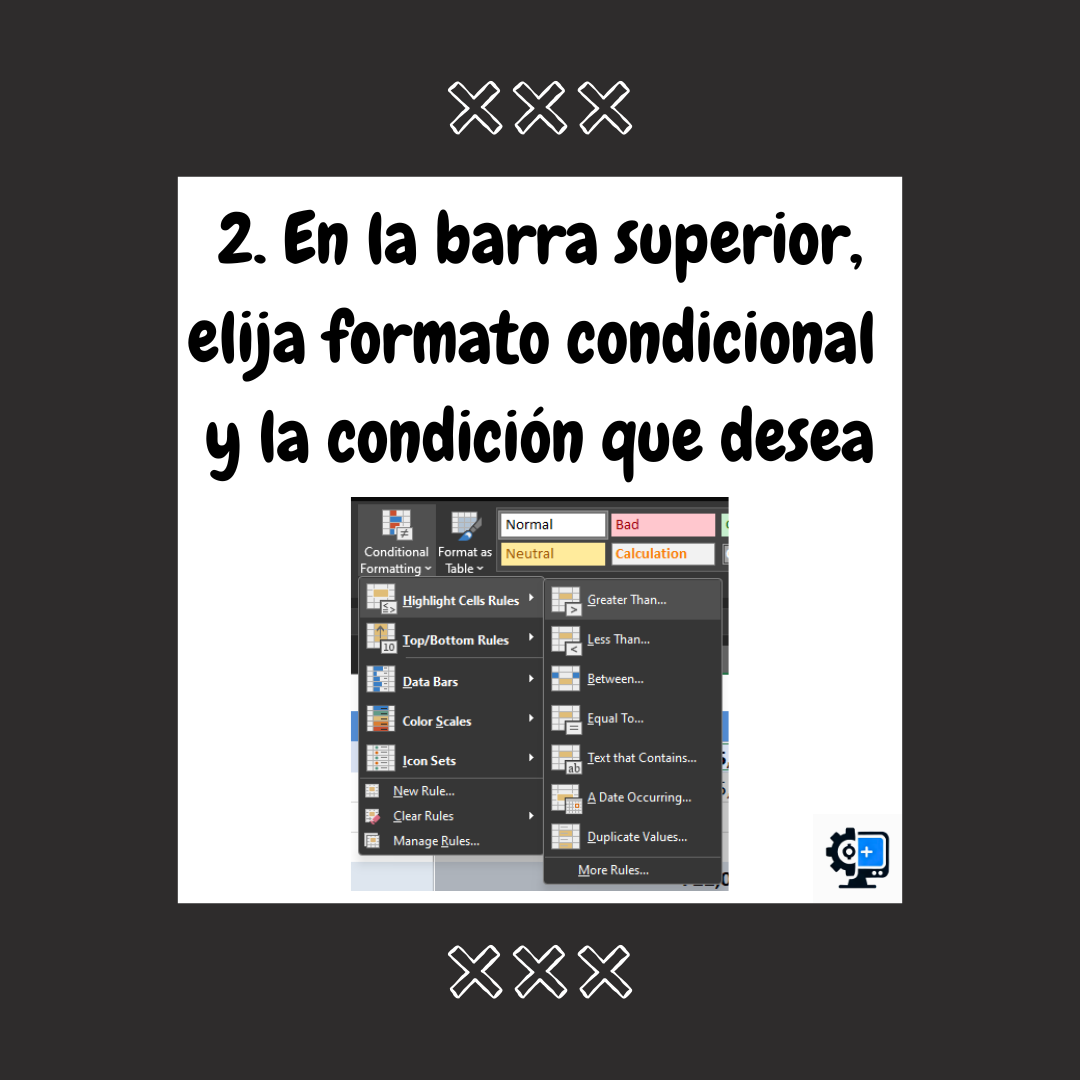 2. En la barra superior,
elija formato condicional
y la condición que desea
Normal
Bad
Conditional
Formatting
Format as
Table
Neutral
Calculation
Highlight Cells Rules
Greater Than...
Top/Bottom Rules
10
Less Than...
Data Bars
Between...
Color Scales
Equal To...
Icon Sets
Text that Contains...
ab
New Rule...
A Date Occurring...
Clear Rules
Duplicate Values...
Manage Rules...
More Rules...